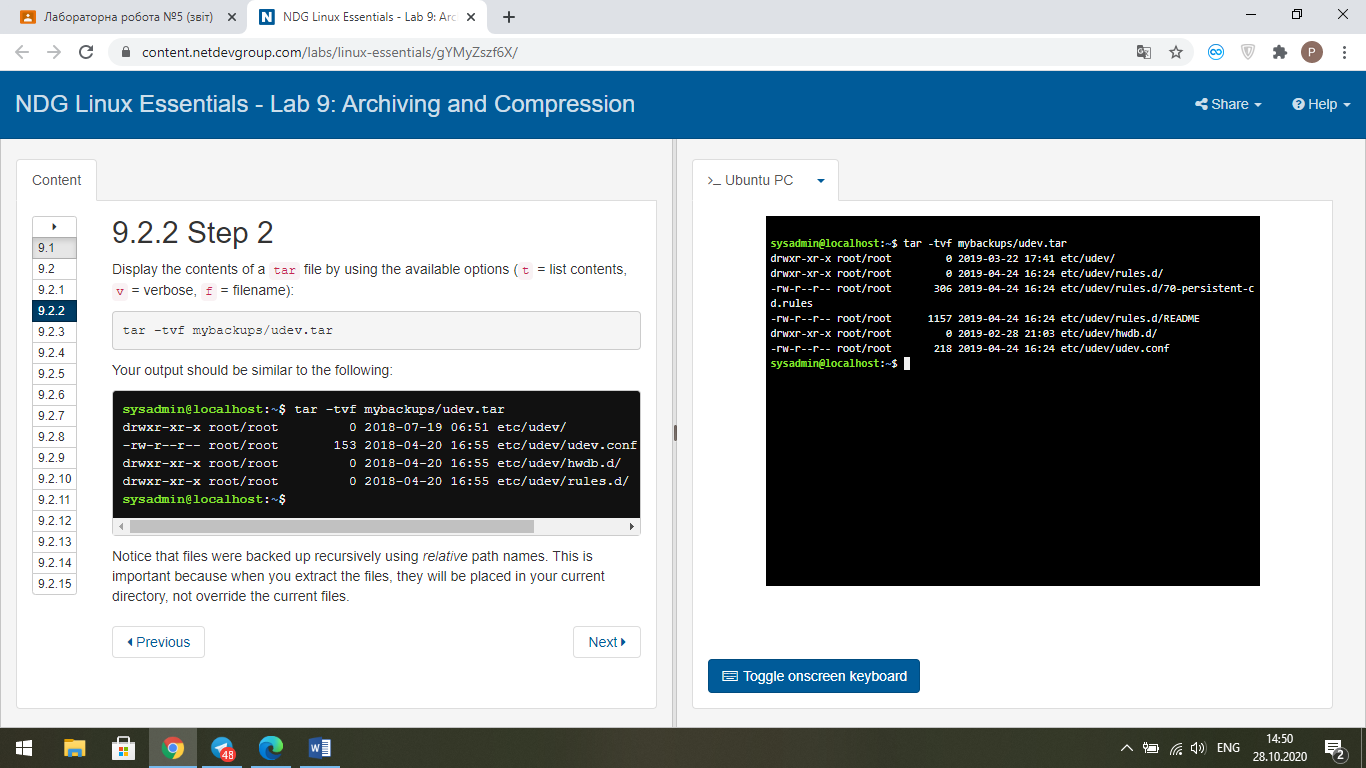 Лабораторна робота №5 (звіт)
NDG Linux Essentials - Lab 9: Arc
content.netdevgroup.com/labs/linux-essentials/gYMyZszf6X/
P
NDG Linux Essentials - Lab 9: Archiving and Compression
Share
Help
Content
9.1
9.2
9.2.1
9.2.2
9.2.3
9.2.4
9.2.5
9.2.6
9.2.7
9.2.8
9.2.9
9.2.10
9.2.11
9.2.12
9.2.13
9.2.14
9.2.15
9.2.2 Step 2
Display the contents of a tar file by using the available options ( t = list contents,
v = verbose, f = filename):
tar -tvf mybackups/udev.tar
Your output should be similar to the following:
sysadmin@localhost:~$ tar -tvf mybackups/udev.tar
drwxr-xr-x root/root 0 2018-07-19 06:51 etc/udev/
-rw-r--r-- root/root 153 2018-04-20 16:55 etc/udev/udev.conf
drwxr-xr-x root/root 0 2018-04-20 16:55 etc/udev/hwdb.d/
drwxr-xr-x root/root 0 2018-04-20 16:55 etc/udev/rules.d/
sysadmin@localhost:~$
Notice that files were backed up recursively using relative path names. This is
important because when you extract the files, they will be placed in your current
directory, not override the current files.
Previous
Next
>_ Ubuntu PC
sysadmin@localhost:~$ tar -tvf mybackups/udev.tar
drwxr-xr-x root/root 0 2019-03-22 17:41 etc/udev/
drwxr-xr-x root/root 0 2019-04-24 16:24 etc/udev/rules.d/
-rw-r--r-- root/root 306 2019-04-24 16:24 etc/udev/rules.d/70-persistent-c
d.rules
-rw-r--r-- root/root 1157 2019-04-24 16:24 etc/udev/rules.d/README
drwxr-xr-x root/root 0 2019-02-28 21:03 etc/udev/hwdb.d/
-rw-r--r-- root/root 218 2019-04-24 16:24 etc/udev/udev.conf
sysadmin@localhost:~$
Toggle onscreen keyboard
48
ENG
14:50
28.10.2020
2